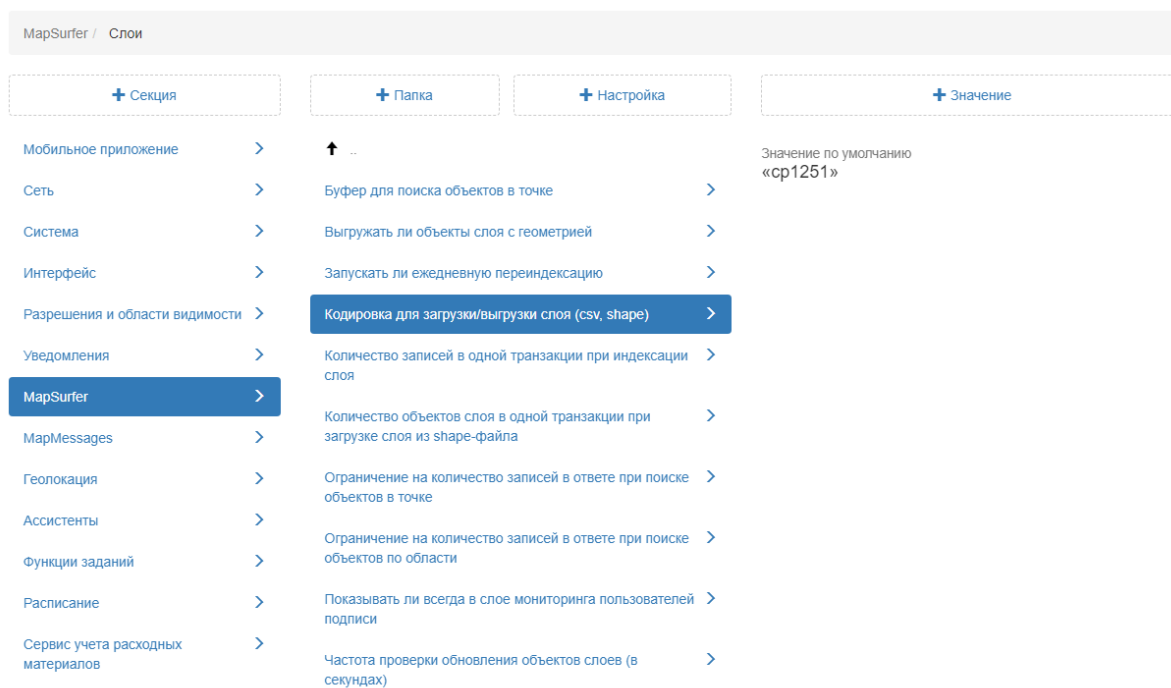 MapSurfer / Слои
+ Секция
+ Папка
+ Настройка
+ Значение
Мобильное приложение
Сеть
Система
Интерфейс
Разрешения и области видимости
Уведомления
MapSurfer
MapMessages
Геолокация
Ассистенты
Функции заданий
Расписание
Сервис учета расходных
материалов
..
Буфер для поиска объектов в точке
Выгружать ли объекты слоя с геометрией
Запускать ли ежедневную переиндексацию
Кодировка для загрузки/выгрузки слоя (csv, shape)
Количество записей в одной транзакции при индексации
слоя
Количество объектов слоя в одной транзакции при
загрузке слоя из shape-файла
Ограничение на количество записей в ответе при поиске
объектов в точке
Ограничение на количество записей в ответе при поиске
объектов по области
Показывать ли всегда в слое мониторинга пользователей
подписи
Частота проверки обновления объектов слоев (в
секундах)
Значение по умолчанию
«cp1251»